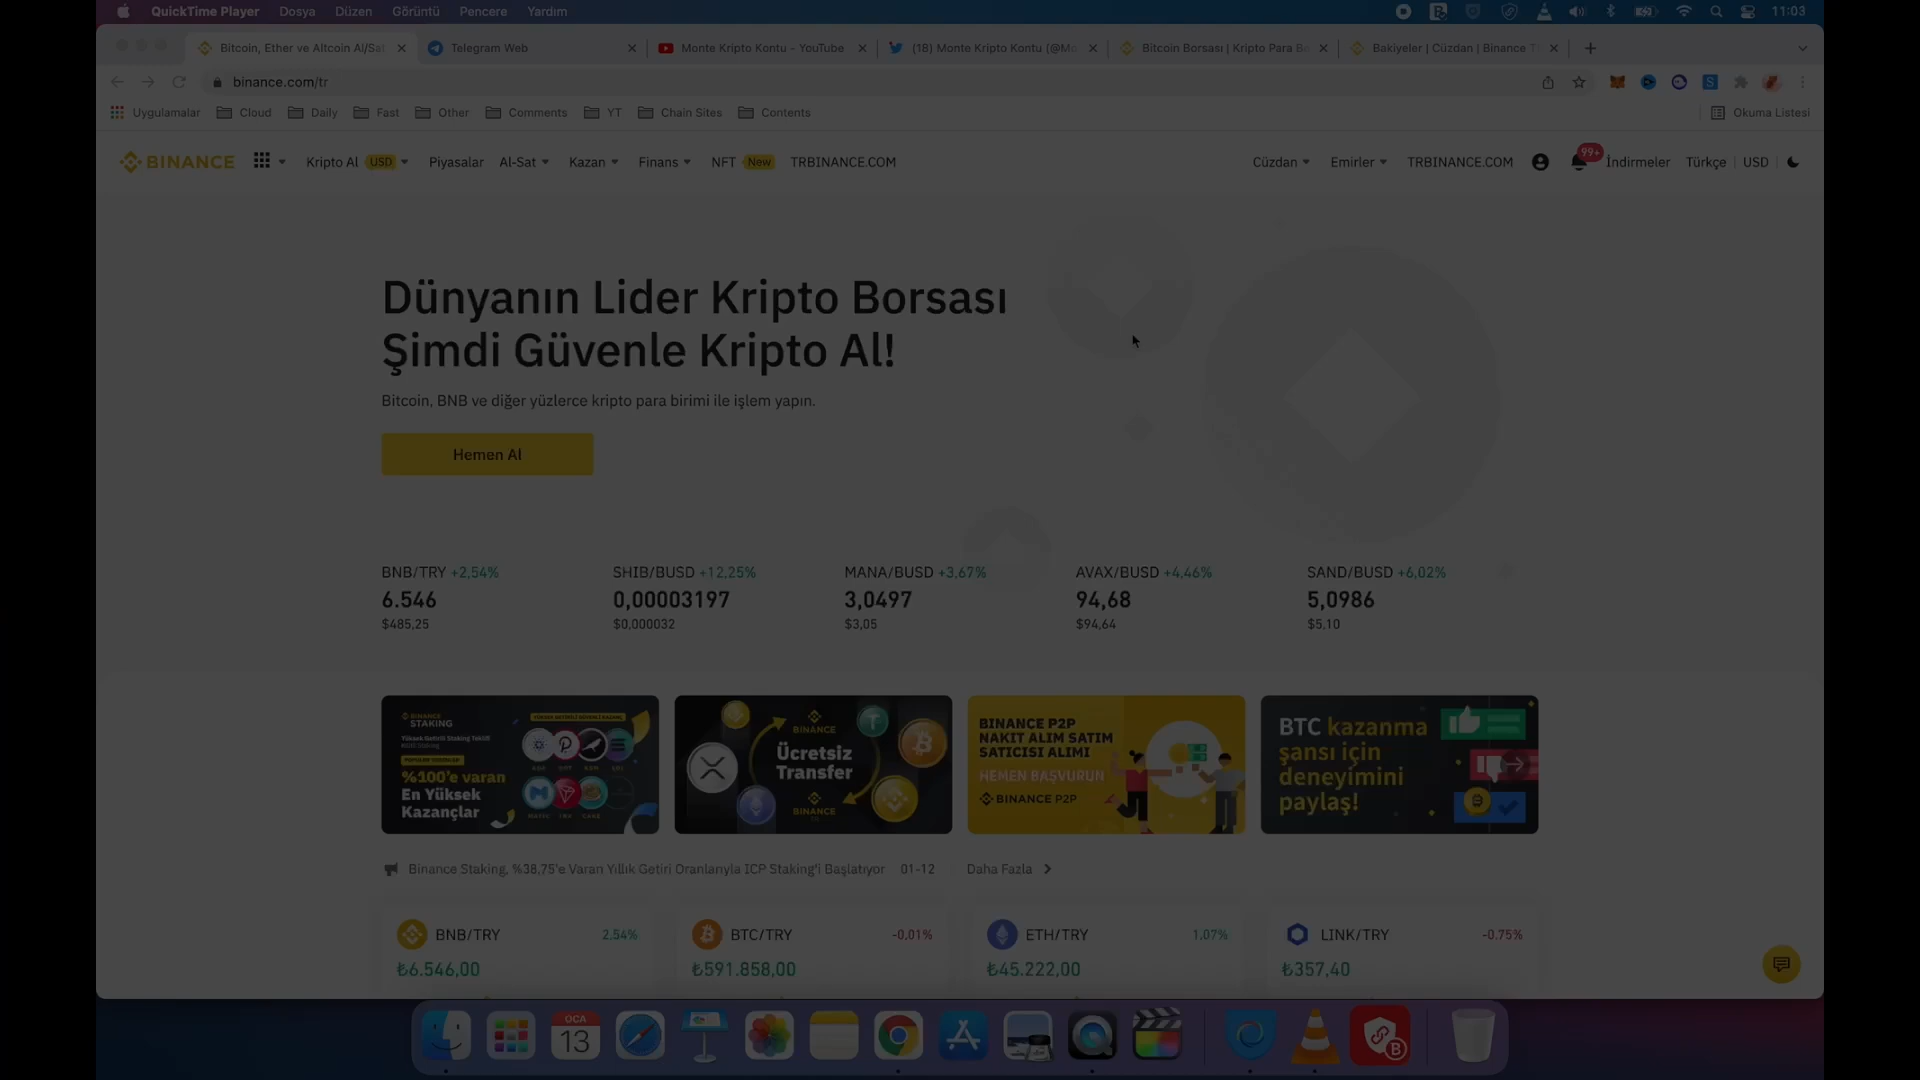 QuickTime Player Dosya Düzen Görüntü Pencere Yardım 11:03
Bitcoin, Ether ve Altcoin Al/Sa
Telegram Web
Monte Kripto Kontu - YouTube
(18) Monte Kripto Kontu (@Mo
Bitcoin Borsası | Kripto Para Bo
Bakiyeler | Cüzdan | Binance T
binance.com/tr
Uygulamalar Cloud Daily Fast Other Comments YT Chain Sites Contents Okuma Listesi
BINANCE Kripto Al USD Piyasalar Al-Sat Kazan Finans NFT New TRBINANCE.COM Cüzdan Emirler TRBINANCE.COM 99+ İndirmeler Türkçe USD
Dünyanın Lider Kripto Borsası
Şimdi Güvenle Kripto Al!
Bitcoin, BNB ve diğer yüzlerce kripto para birimi ile işlem yapın.
Hemen Al
BNB/TRY +2,54% SHIB/BUSD +12,25% MANA/BUSD +3,67% AVAX/BUSD +4,46% SAND/BUSD +6,02%
6.546 0,00003197 3,0497 94,68 5,0986
$485,25 $0,000032 $3,05 $94,64 $5,10
BINANCE
STAKING
%100'e varan
En Yüksek
Kazançlar
BINANCE
Ücretsiz
Transfer
BINANCE
TR
BINANCE P2P
NAKIT ALIM SATIM
SATICISI ALIMI
HEMEN BAŞVURUN
BINANCE P2P
BTC kazanma
şansı için
deneyimini
paylaş!
Binance Staking, %38,75'e Varan Yıllık Getiri Oranlarıyla ICP Staking'i Başlatıyor 01-12 Daha Fazla
BNB/TRY 2.54% BTC/TRY -0,01% ETH/TRY 1,07% LINK/TRY -0.75%
₺6.546,00 ₺591.858,00 ₺45.222,00 ₺357,40
OCA
13